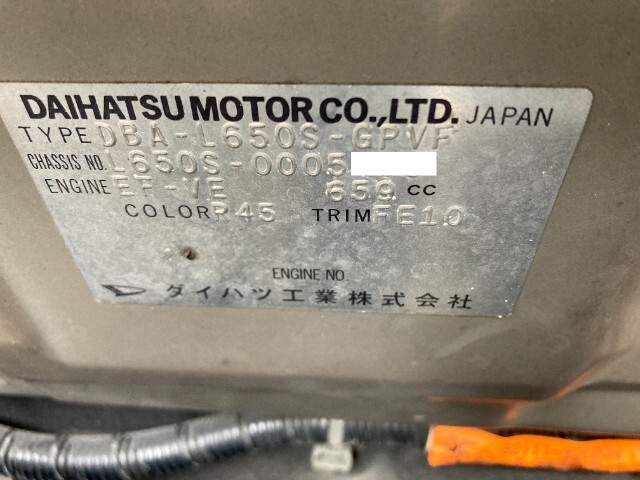 DAIHATSU MOTOR CO.,LTD. JAPAN
TYPE DBA-L650S-GPVF
CHASSIS NO. L650S-0005
ENGINE EF-VE 659 CC
COLOR R45 TRIM FE10
ENGINE NO.
ダイハツ工業株式会社